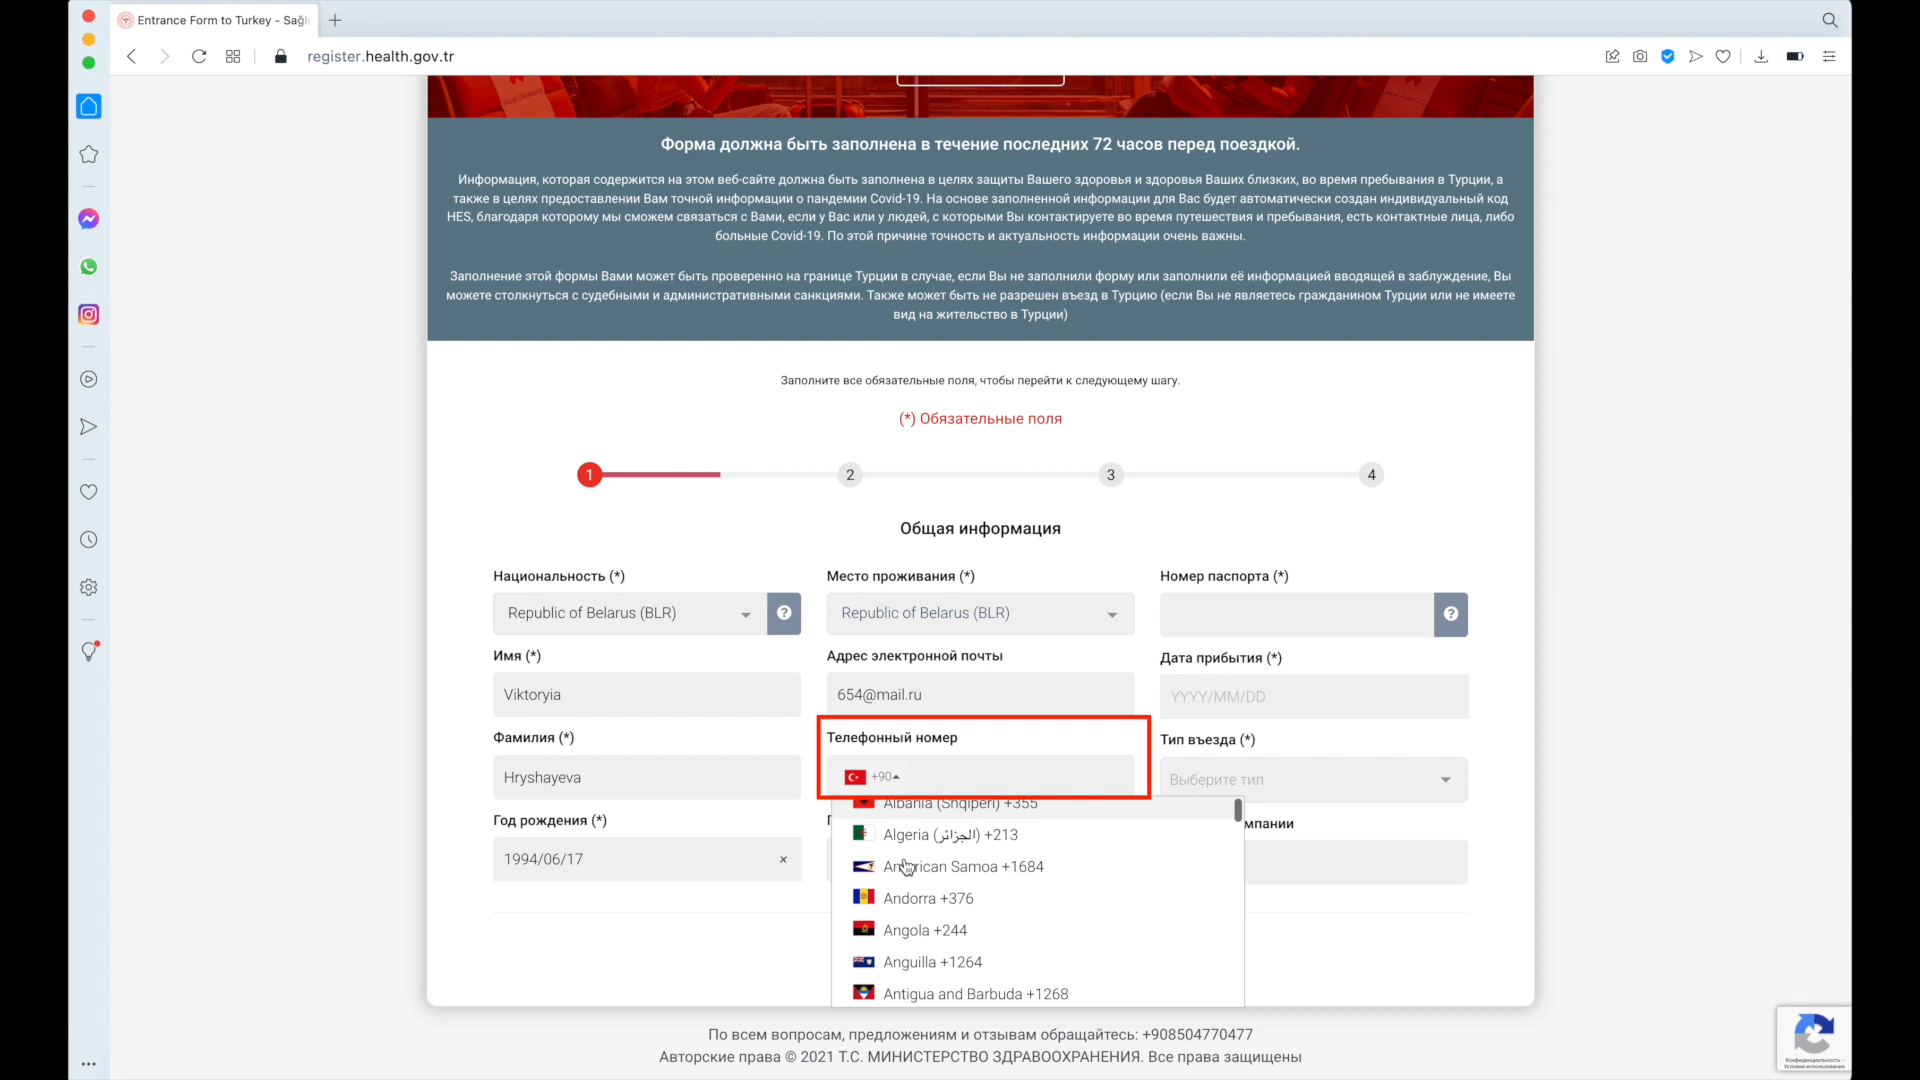 Entrance Form to Turkey - Sağlı
register.health.gov.tr
Форма должна быть заполнена в течение последних 72 часов перед поездкой.
Информация, которая содержится на этом веб-сайте должна быть заполнена в целях защиты Вашего здоровья и здоровья Ваших близких, во время пребывания в Турции, а
также в целях предоставлении Вам точной информации о пандемии Covid-19. На основе заполненной информации для Вас будет автоматически создан индивидуальный код
HES, благодаря которому мы сможем связаться с Вами, если у Вас или у людей, с которыми Вы контактируете во время путешествия и пребывания, есть контактные лица, либо
больные Covid-19. По этой причине точность и актуальность информации очень важны.
Заполнение этой формы Вами может быть проверенно на границе Турции в случае, если Вы не заполнили форму или заполнили её информацией вводящей в заблуждение, Вы
можете столкнуться с судебными и административными санкциями. Также может быть не разрешен въезд в Турцию (если Вы не являетесь гражданином Турции или не имеете
вид на жительство в Турции)
Заполните все обязательные поля, чтобы перейти к следующему шагу.
(*) Обязательные поля
1 2 3 4
Общая информация
Национальность (*) Место проживания (*) Номер паспорта (*)
Republic of Belarus (BLR) ? Republic of Belarus (BLR) ?
Имя (*) Адрес электронной почты Дата прибытия (*)
Viktoryia 654@mail.ru YYYY/MM/DD
Фамилия (*) Телефонный номер Тип въезда (*)
Hryshayeva +90 Выберите тип
Albania (Shqipëri) +355
Год рождения (*) мпании
Algeria (الجزائر) +213
1994/06/17 ×
American Samoa +1684
Andorra +376
Angola +244
Anguilla +1264
Antigua and Barbuda +1268
По всем вопросам, предложениям и отзывам обращайтесь: +908504770477
Авторские права © 2021 Т.С. МИНИСТЕРСТВО ЗДРАВООХРАНЕНИЯ. Все права защищены
Конфиденциальность -
Условия использования